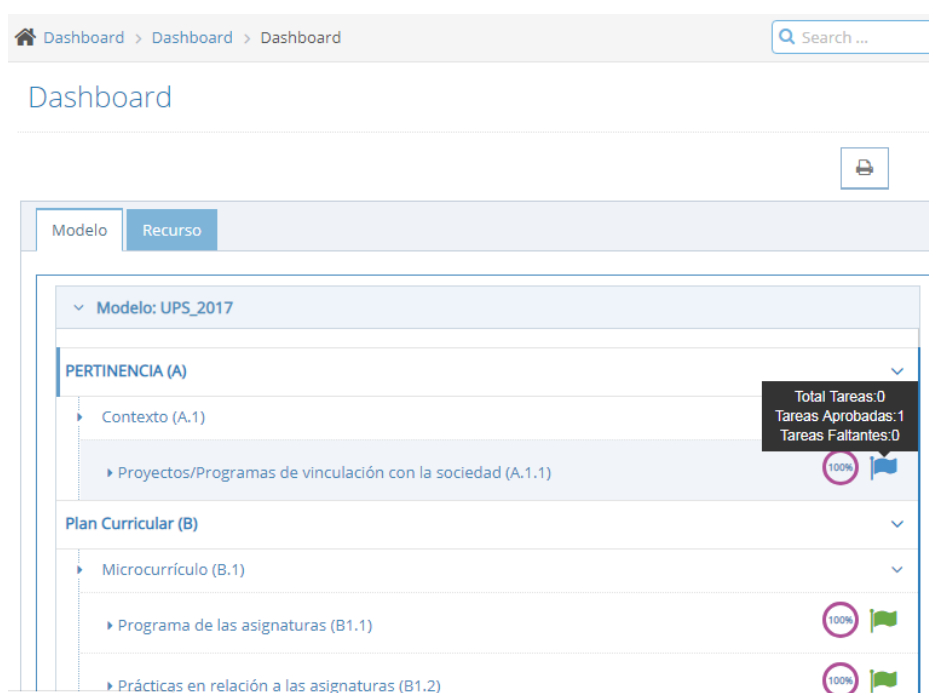 Dashboard > Dashboard > Dashboard
Search ...
Dashboard
Modelo
Recurso
Modelo: UPS_2017
PERTINENCIA (A)
Total Tareas:0
Tareas Aprobadas:1
Tareas Faltantes:0
Contexto (A.1)
Proyectos/Programas de vinculación con la sociedad (A.1.1)
100%
Plan Curricular (B)
Microcurrículo (B.1)
Programa de las asignaturas (B1.1)
100%
Prácticas en relación a las asignaturas (B1.2)
100%